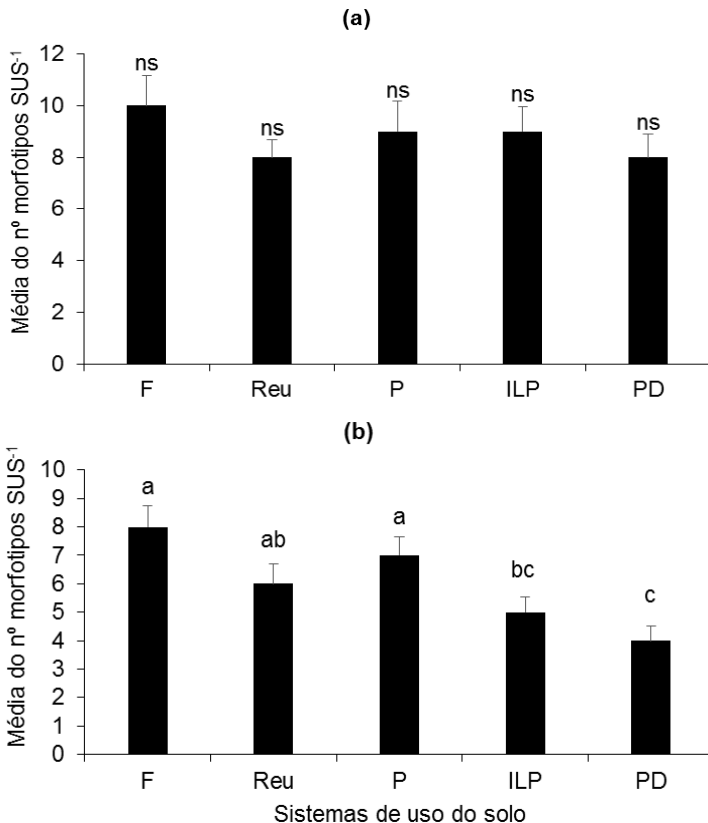 (a)
Média do nº morfotipos SUS⁻¹
12
10
8
6
4
2
0
ns
ns
ns
ns
ns
F Reu P ILP PD
(b)
Média do nº morfotipos SUS⁻¹
10
9
8
7
6
5
4
3
2
1
0
a
ab
a
bc
c
F Reu P ILP PD
Sistemas de uso do solo